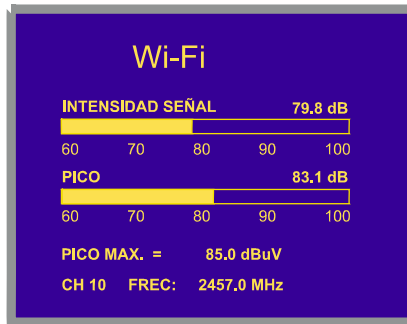 Wi-Fi
INTENSIDAD SEÑAL 79.8 dB
60 70 80 90 100
PICO 83.1 dB
60 70 80 90 100
PICO MAX. = 85.0 dBuV
CH 10 FREC: 2457.0 MHz